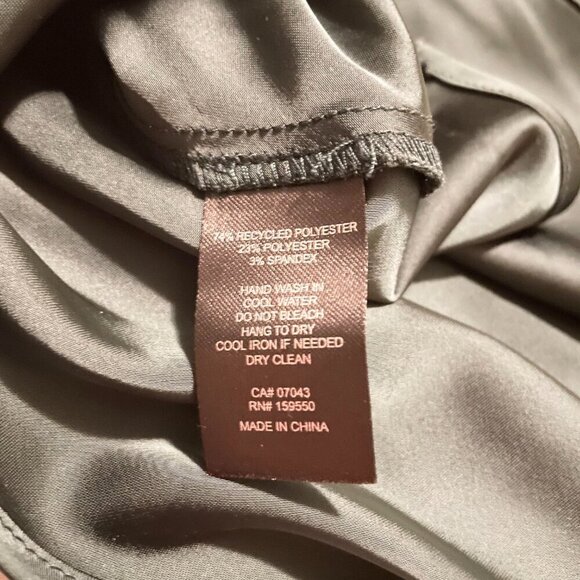 74% RECYCLED POLYESTER
23% POLYESTER
3% SPANDEX
HAND WASH IN
COOL WATER
DO NOT BLEACH
HANG TO DRY
COOL IRON IF NEEDED
DRY CLEAN
CA# 07043
RN# 159550
MADE IN CHINA